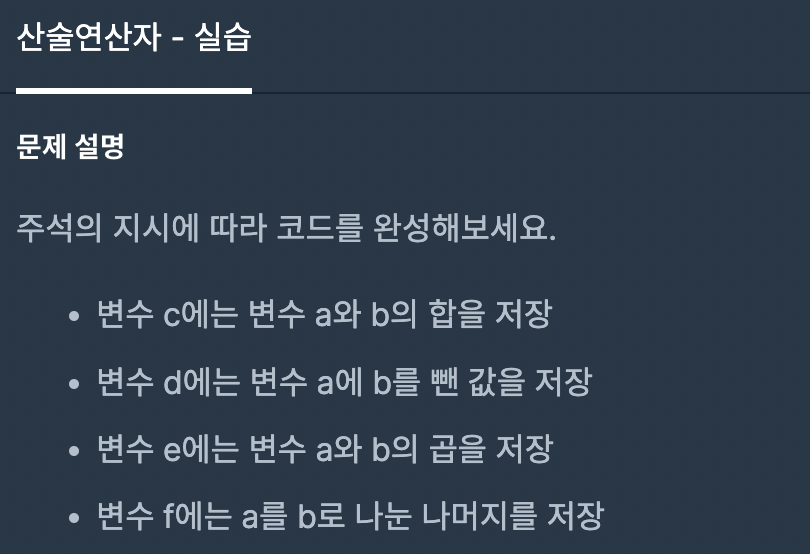 산술연산자 - 실습
문제 설명
주석의 지시에 따라 코드를 완성해보세요.
• 변수 c에는 변수 a와 b의 합을 저장
• 변수 d에는 변수 a에 b를 뺀 값을 저장
• 변수 e에는 변수 a와 b의 곱을 저장
• 변수 f에는 a를 b로 나눈 나머지를 저장